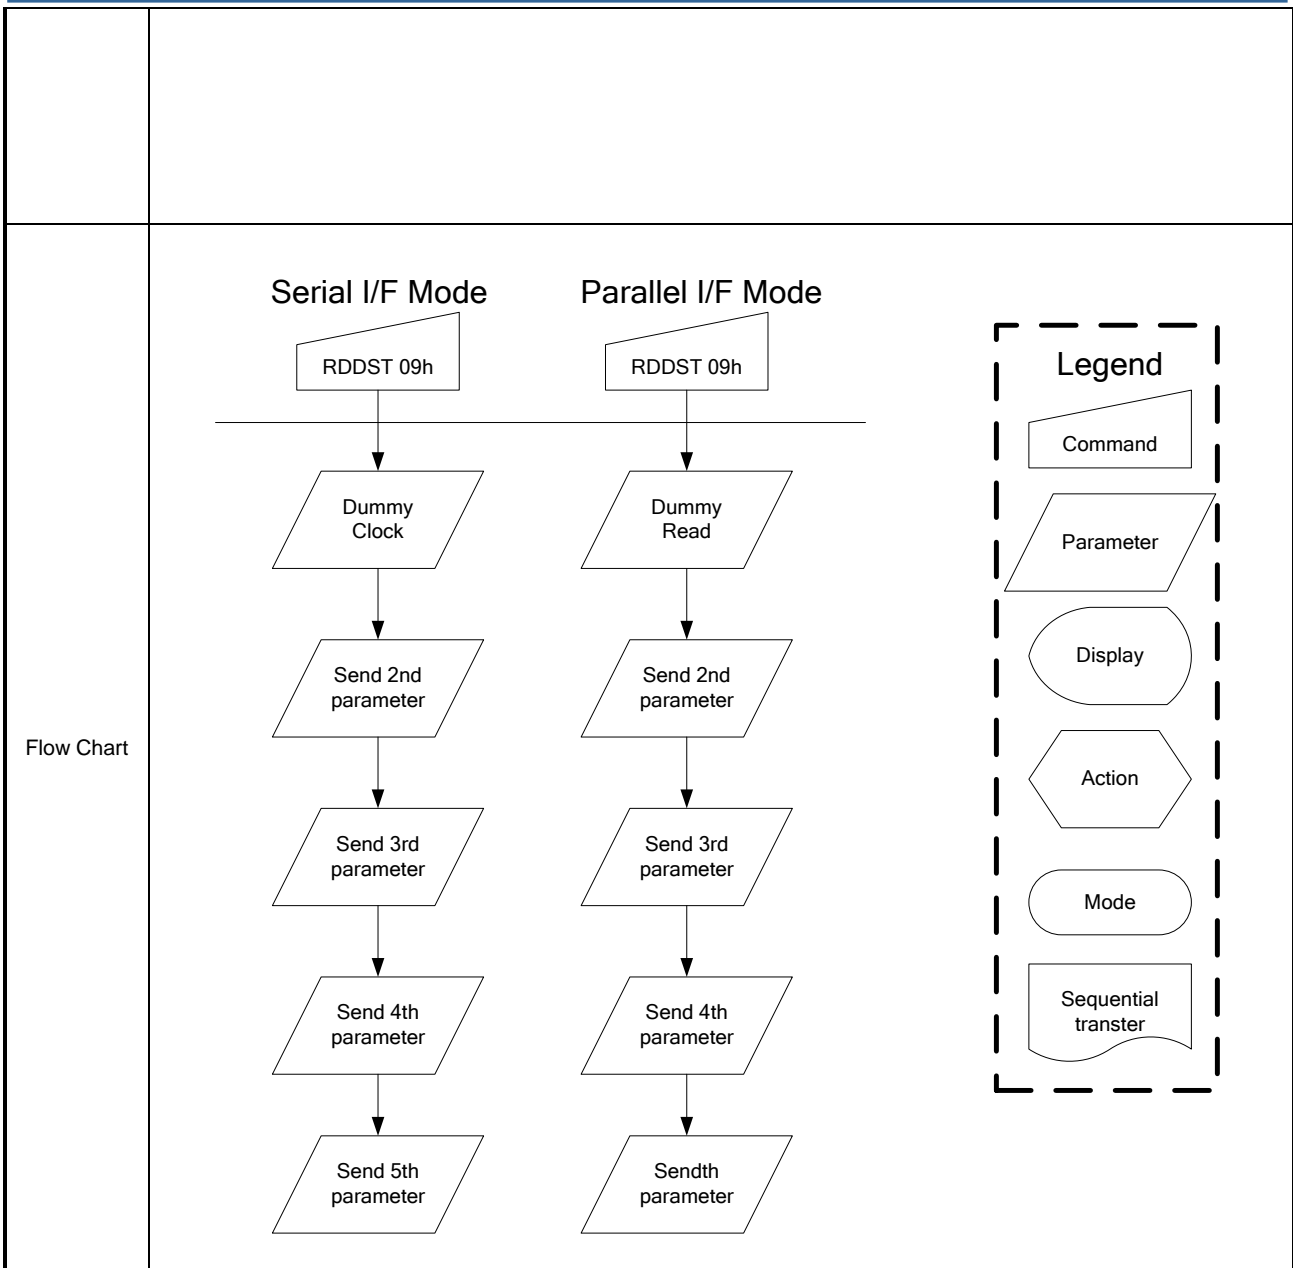 Flow Chart
Serial I/F Mode
RDDST 09h
Dummy
Clock
Send 2nd
parameter
Send 3rd
parameter
Send 4th
parameter
Send 5th
parameter
Parallel I/F Mode
RDDST 09h
Dummy
Read
Send 2nd
parameter
Send 3rd
parameter
Send 4th
parameter
Sendth
parameter
Legend
Command
Parameter
Display
Action
Mode
Sequential
transter